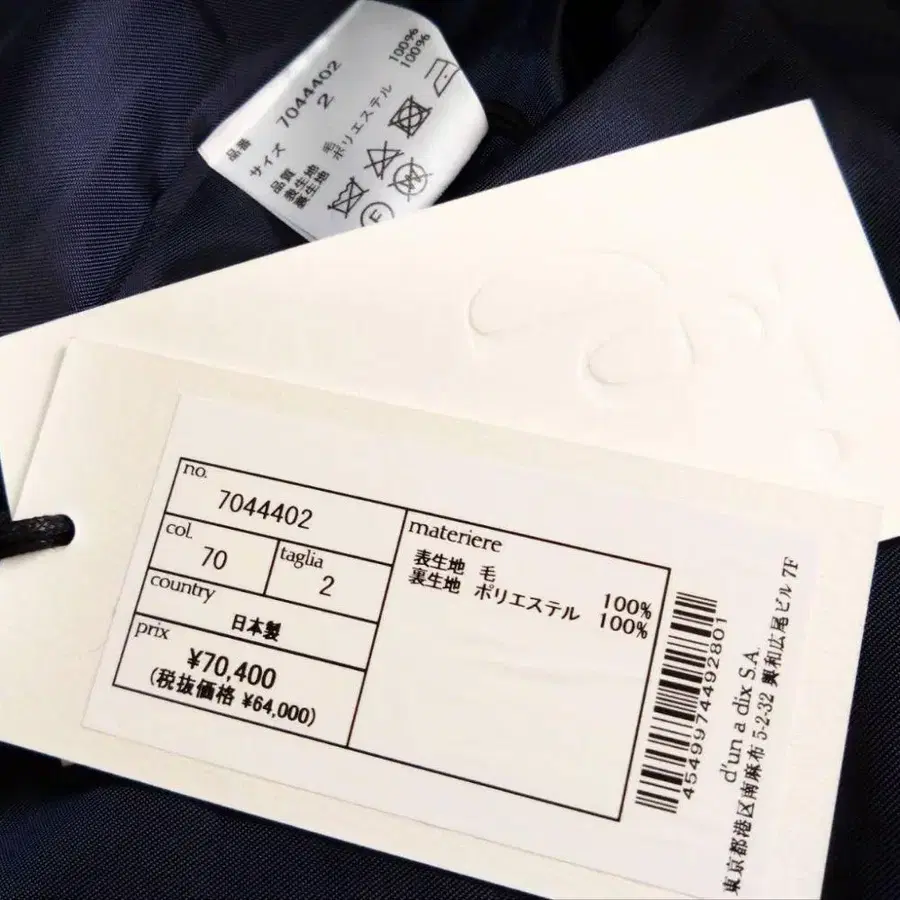 品番 7044402
サイズ 2
品質
表生地 毛 100%
裏生地 ポリエステル 100%
no.
7044402
col.
70
taglia
2
country
日本製
prix
¥70,400
(税抜価格 ¥64,000)
materiere
表生地 毛 100%
裏生地 ポリエステル 100%
4549974492801
d'un a dix S.A.
東京都港区南麻布 5-2-32 興和広尾ビル 7F